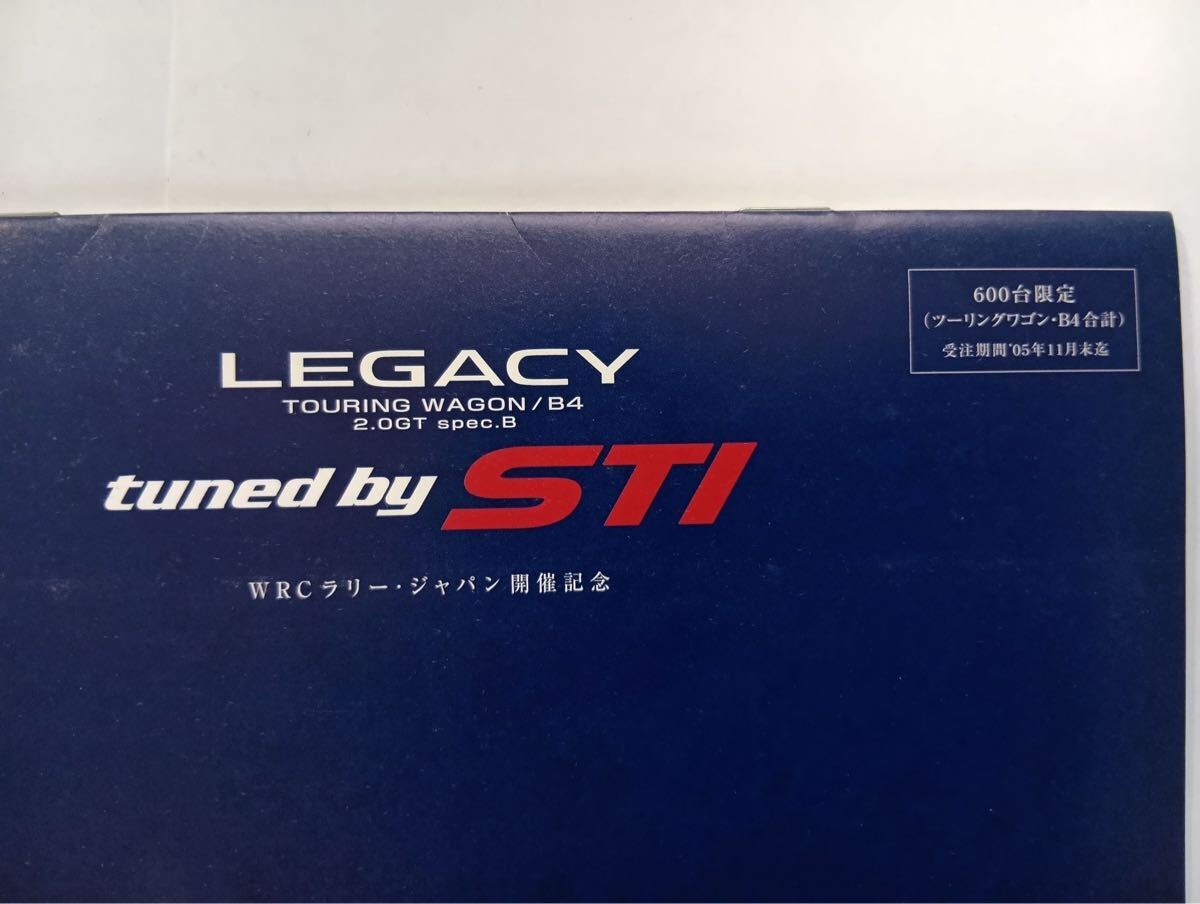 600台限定
(ツーリングワゴン・B4合計)
受注期間 '05年11月末迄
LEGACY
TOURING WAGON/B4
2.0GT spec.B
tuned by STI
WRCラリー・ジャパン開催記念